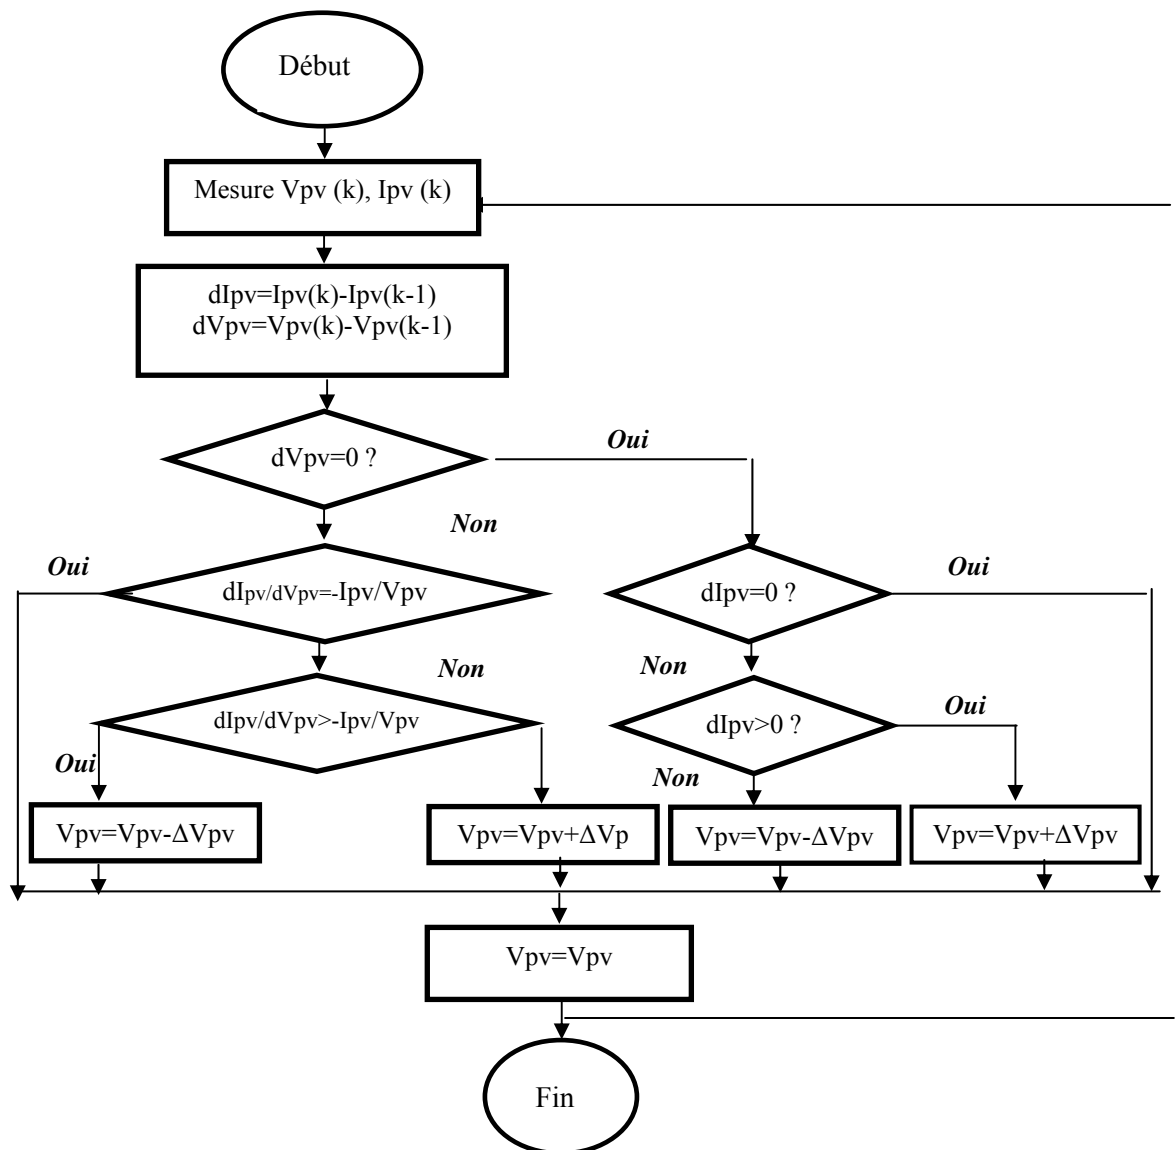 Début
Mesure Vpv (k), Ipv (k)
dIpv=Ipv(k)-Ipv(k-1)
dVpv=Vpv(k)-Vpv(k-1)
dVpv=0 ?
Oui
Non
Oui
dIpv/dVpv=-Ipv/Vpv
dIpv=0 ?
Oui
Non
Non
dIpv/dVpv>-Ipv/Vpv
dIpv>0 ?
Oui
Oui
Non
Vpv=Vpv-ΔVpv
Vpv=Vpv+ΔVp
Vpv=Vpv-ΔVpv
Vpv=Vpv+ΔVpv
Vpv=Vpv
Fin